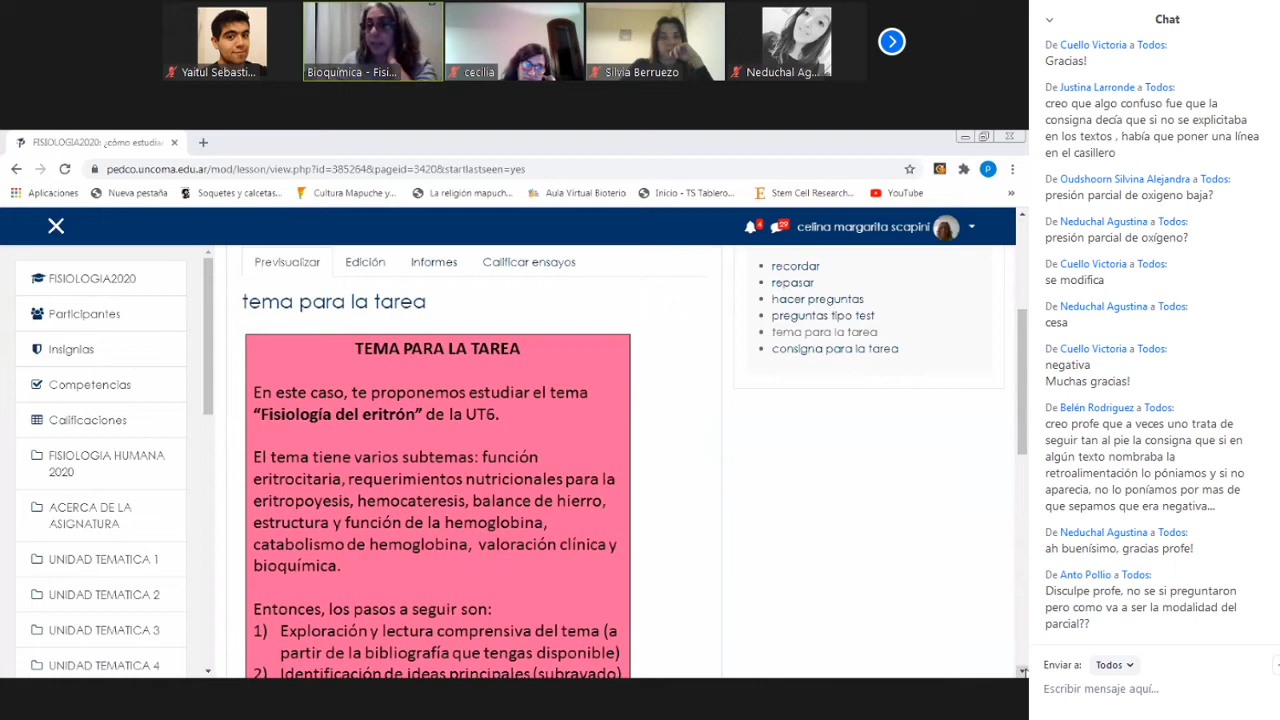 Yaitul Sebasti...
Bioquímica - Fisi...
cecilia
Silvia Berruezo
Neduchal Ag...
FISIOLOGIA2020: ¿cómo estudiar
pedco.uncoma.edu.ar/mod/lesson/view.php?id=385264&pageid=3420&startlastseen=yes
P
Aplicaciones
Nueva pestaña
Soquetes y calcetas...
Cultura Mapuche y ...
La religión mapuch...
Aula Virtual Bioterio
Inicio - TS Tablero...
Stem Cell Research...
YouTube
4
29
celina margarita scapini
FISIOLOGIA2020
Participantes
Insignias
Competencias
Calificaciones
FISIOLOGIA HUMANA
2020
ACERCA DE LA
ASIGNATURA
UNIDAD TEMATICA 1
UNIDAD TEMATICA 2
UNIDAD TEMATICA 3
UNIDAD TEMATICA 4
Previsualizar
Edición
Informes
Calificar ensayos
tema para la tarea
TEMA PARA LA TAREA
En este caso, te proponemos estudiar el tema
“Fisiología del eritrón” de la UT6.
El tema tiene varios subtemas: función
eritrocitaria, requerimientos nutricionales para la
eritropoyesis, hemocateresis, balance de hierro,
estructura y función de la hemoglobina,
catabolismo de hemoglobina, valoración clínica y
bioquímica.
Entonces, los pasos a seguir son:
1) Exploración y lectura comprensiva del tema (a
partir de la bibliografía que tengas disponible)
2) Identificación de ideas principales (subrayado)
recordar
repasar
hacer preguntas
preguntas tipo test
tema para la tarea
consigna para la tarea
Chat
De Cuello Victoria a Todos:
Gracias!
De Justina Larronde a Todos:
creo que algo confuso fue que la
consigna decía que si no se explicitaba
en los textos , había que poner una línea
en el casillero
De Oudshoorn Silvina Alejandra a Todos:
presión parcial de oxigeno baja?
De Neduchal Agustina a Todos:
presión parcial de oxígeno?
De Cuello Victoria a Todos:
se modifica
De Neduchal Agustina a Todos:
cesa
De Cuello Victoria a Todos:
negativa
Muchas gracias!
De Belén Rodriguez a Todos:
creo profe que a veces uno trata de
seguir tan al pie la consigna que si en
algún texto nombraba la
retroalimentación lo póniamos y si no
aparecia, no lo poníamos por mas de
que sepamos que era negativa...
De Neduchal Agustina a Todos:
ah buenísimo, gracias profe!
De Anto Pollio a Todos:
Disculpe profe, no se si preguntaron
pero como va a ser la modalidad del
parcial??
Enviar a: Todos
Escribir mensaje aquí...